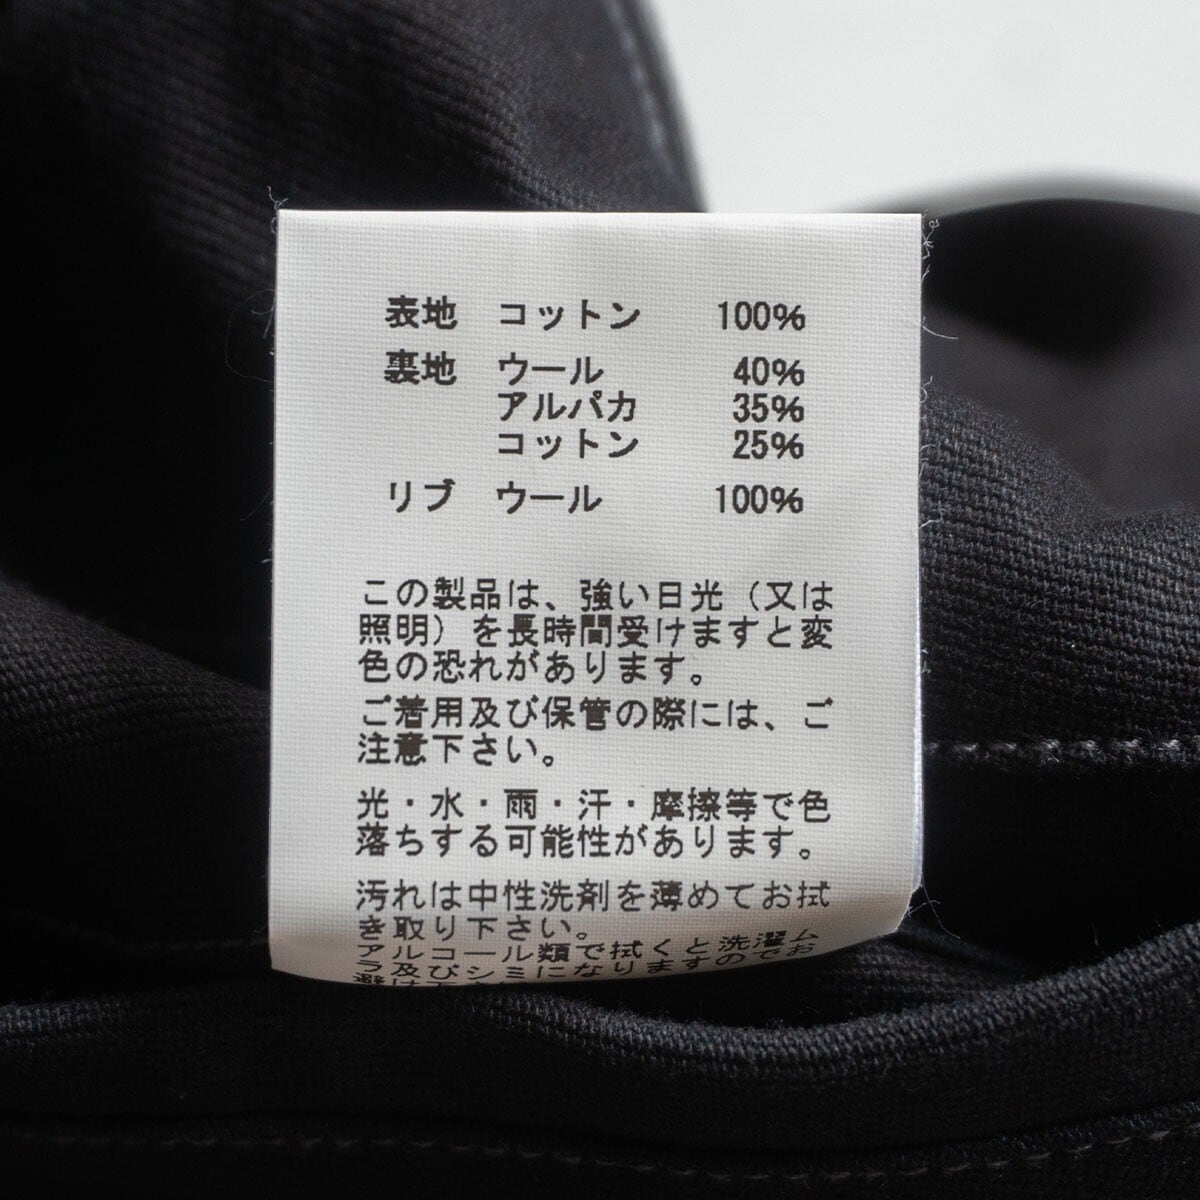 表地 コットン 100%
裏地 ウール 40%
アルパカ 35%
コットン 25%
リブ ウール 100%
この製品は、強い日光（又は
照明）を長時間受けますと変
色の恐れがあります。
ご着用及び保管の際には、ご
注意下さい。
光・水・雨・汗・摩擦等で色
落ちする可能性があります。
汚れは中性洗剤を薄めてお拭
き取り下さい。
アルコール類で拭くと洗濯ム
ラ及びシミになりますのでお
避け下さい